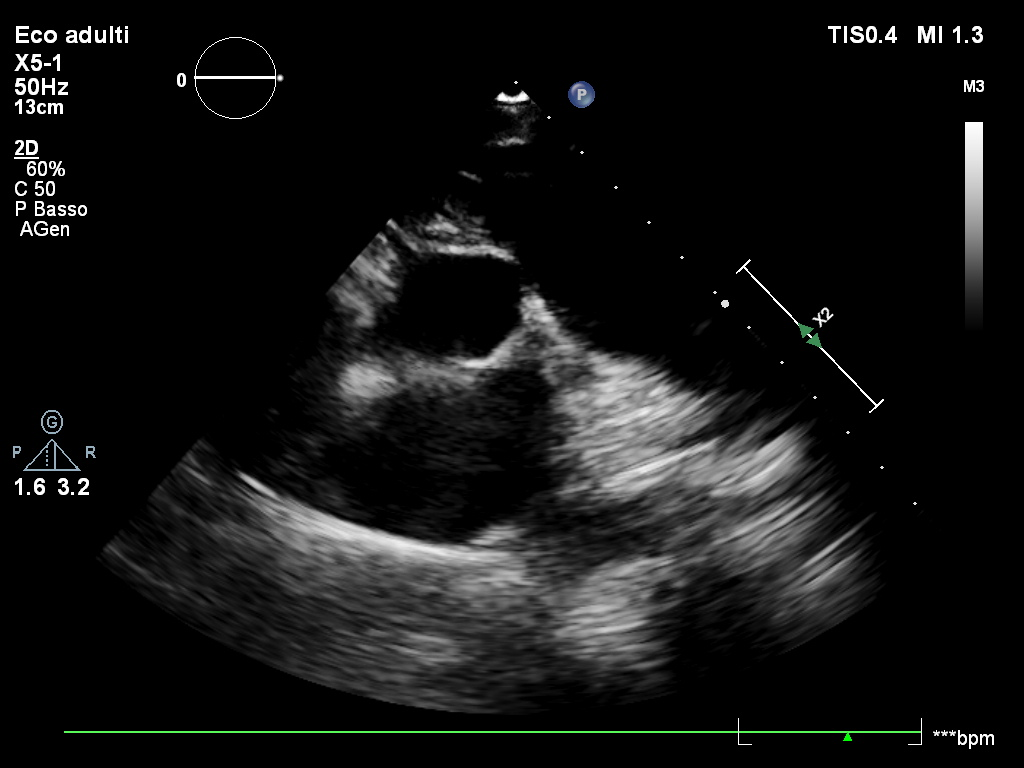 Eco adulti
X5-1
50Hz
13cm
2D
60%
C 50
P Basso
AGen
0
P
TIS0.4 MI 1.3
M3
X2
G
P R
1.6 3.2
***bpm